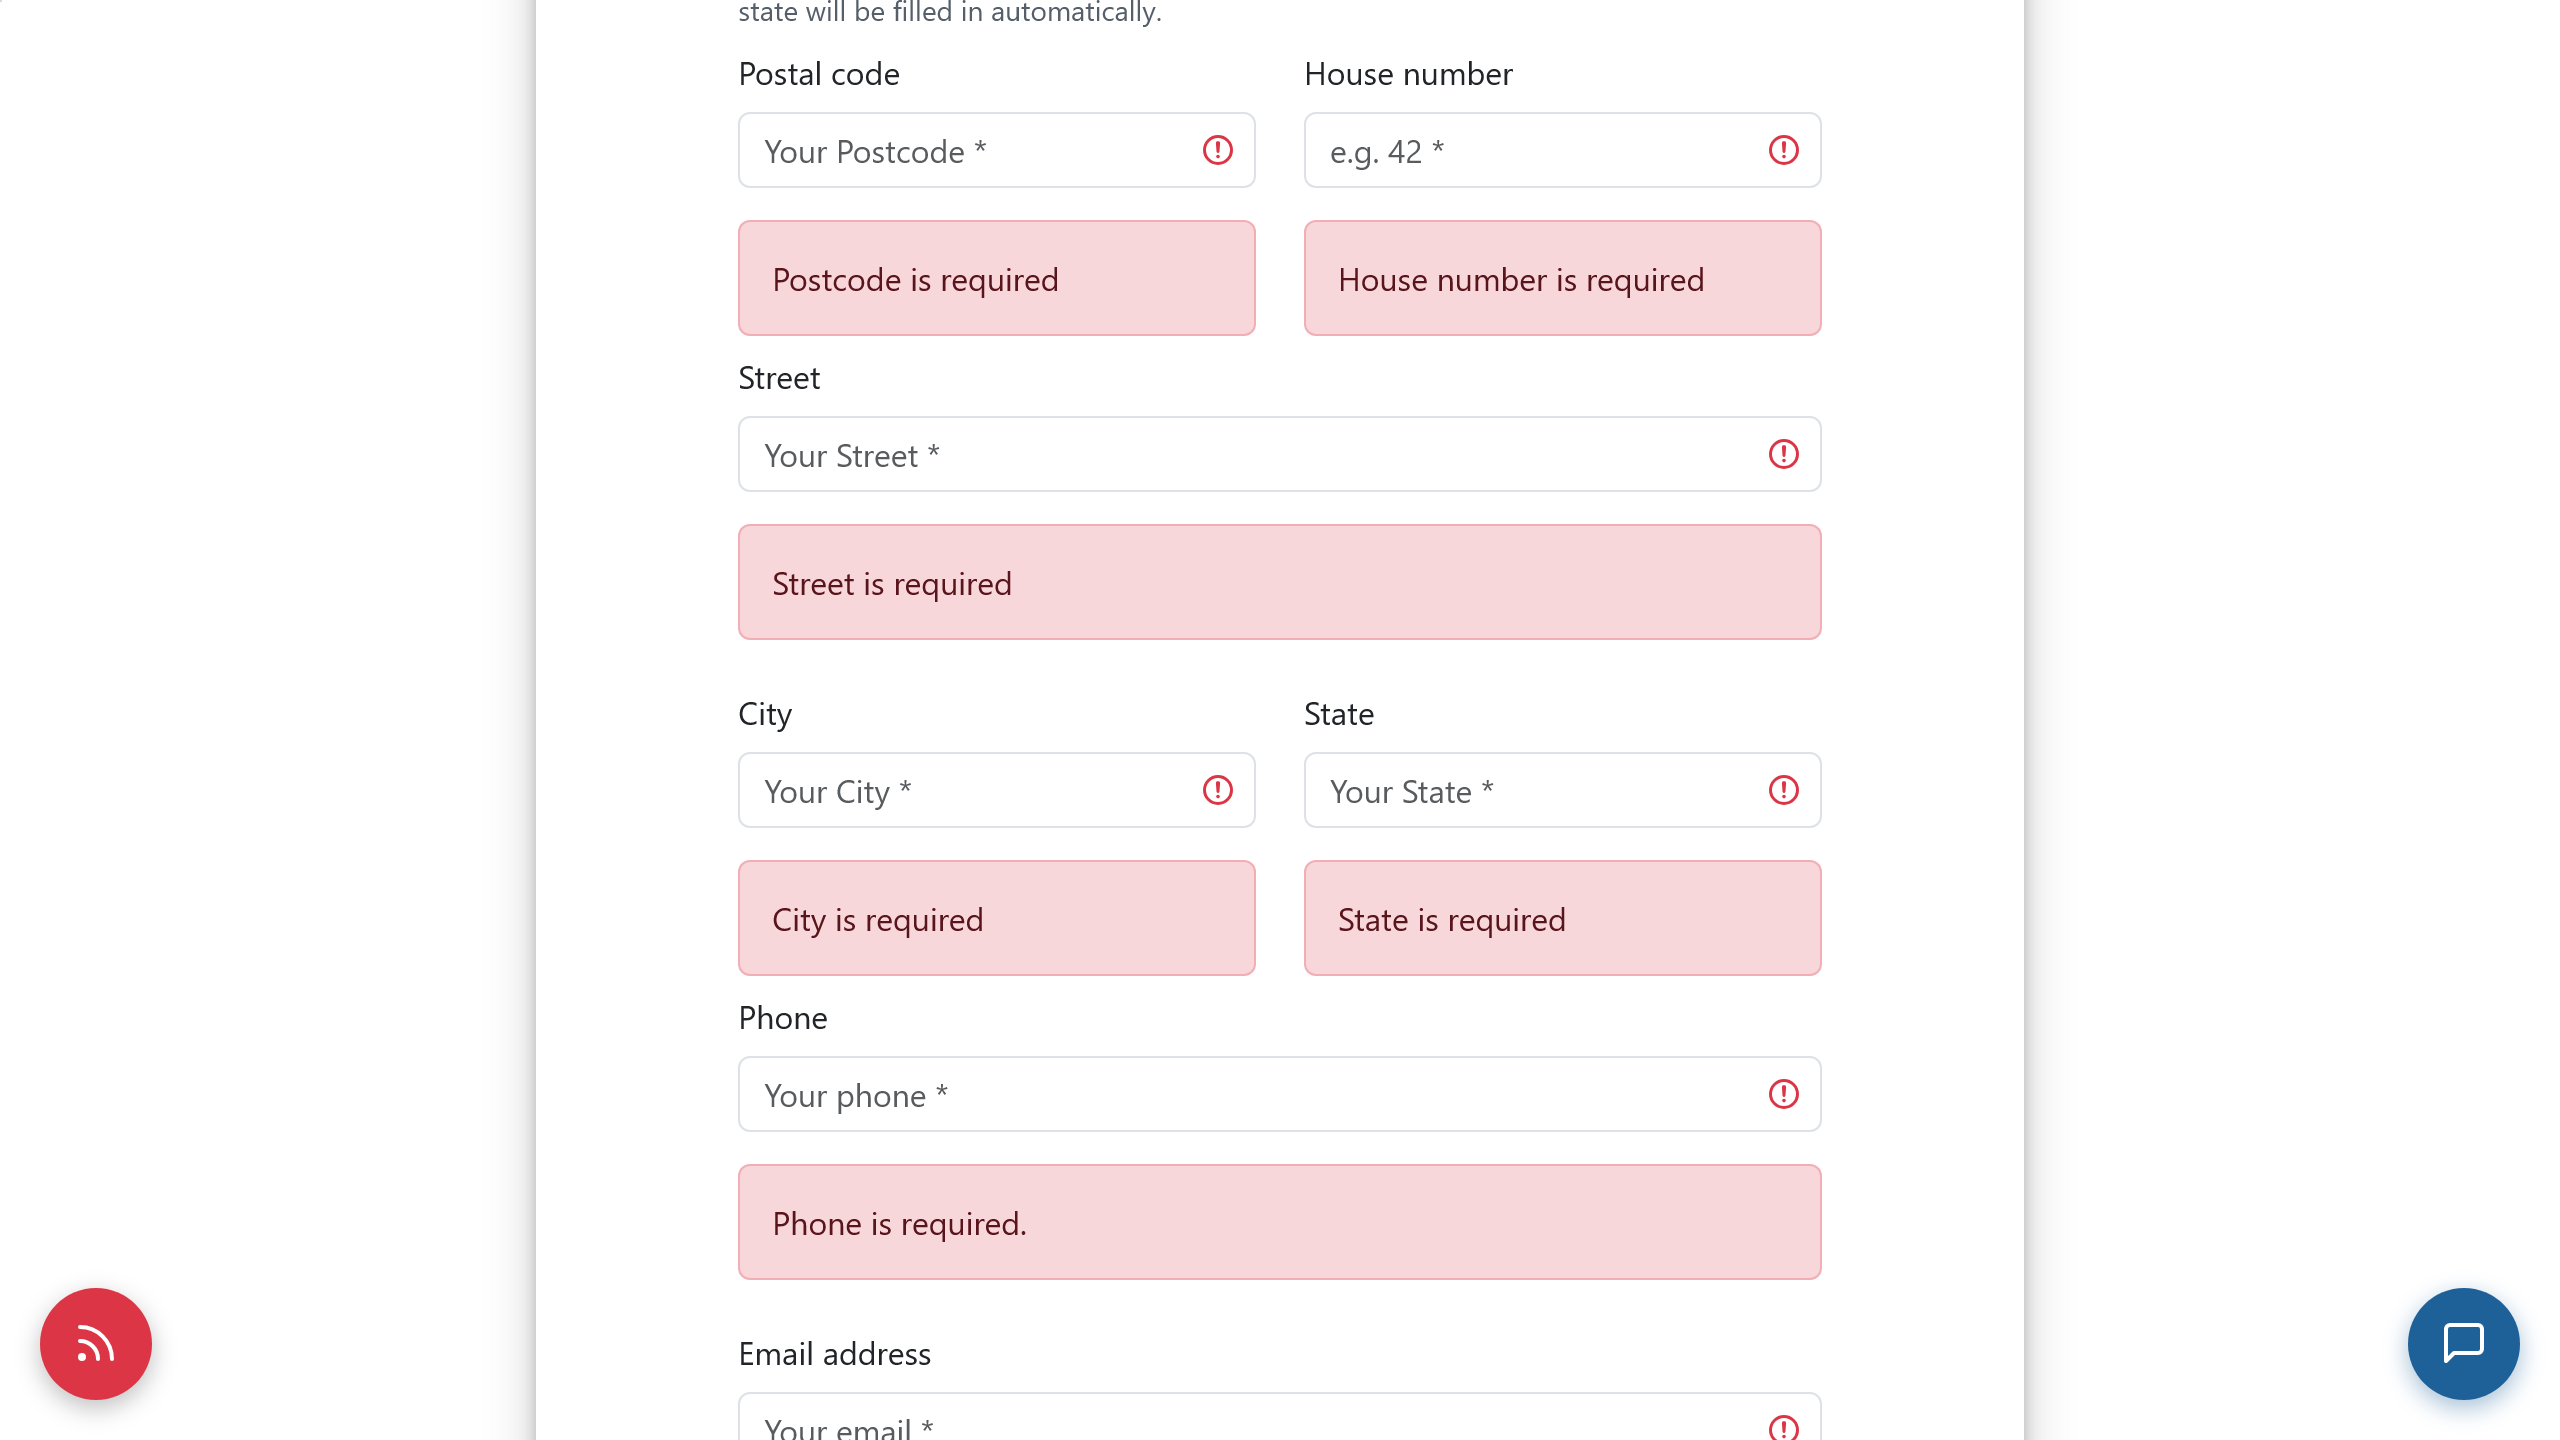 state will be filled in automatically.
Postal code
House number
Your Postcode *
e.g. 42 *
Postcode is required
House number is required
Street
Your Street *
Street is required
City
State
Your City *
Your State *
City is required
State is required
Phone
Your phone *
Phone is required.
Email address
Your email *